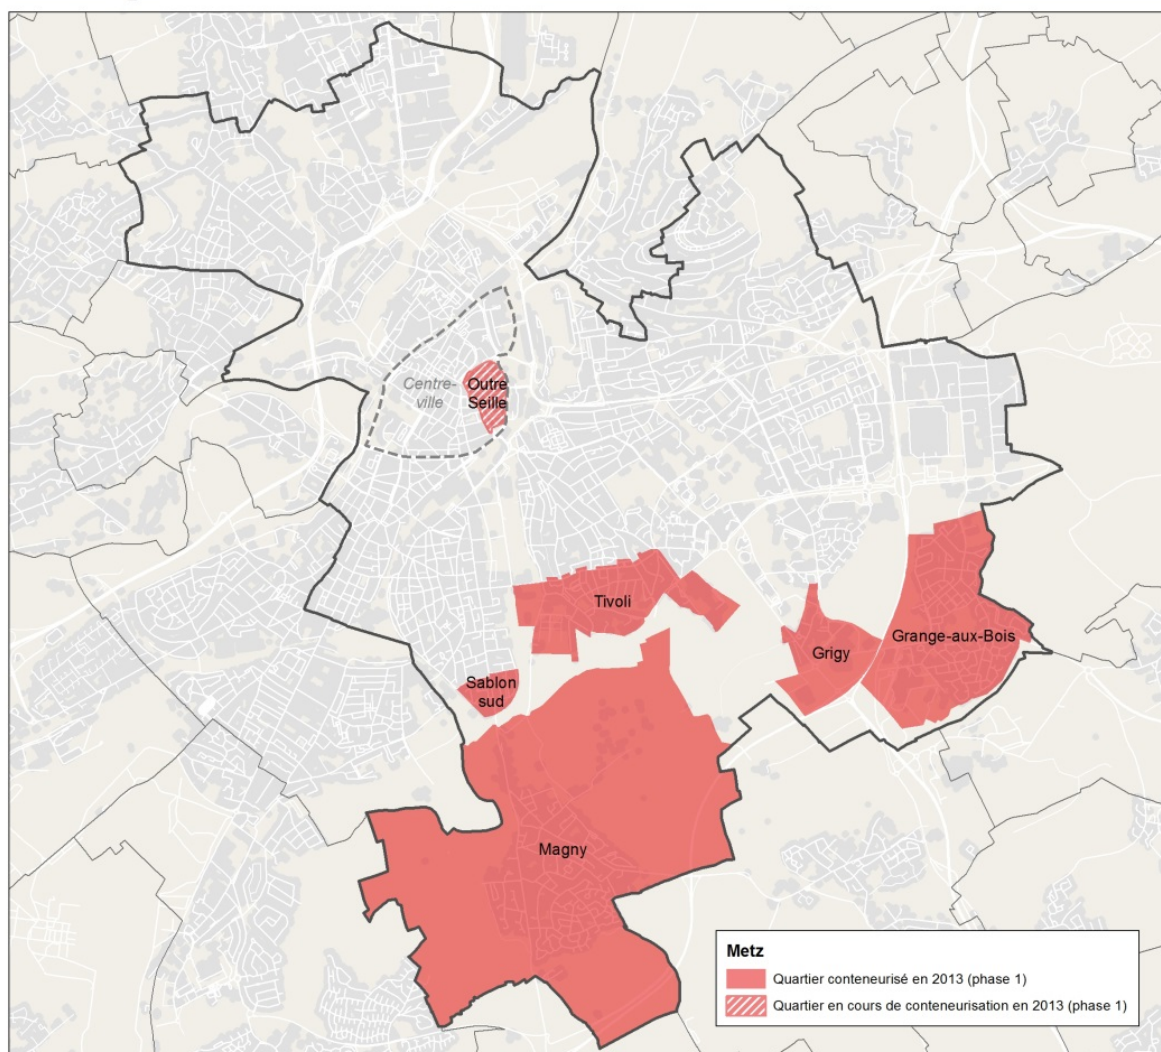 Centre-
ville
Outre
Seille
Tivoli
Grange-aux-Bois
Grigy
Sablon
sud
Magny
Metz
Quartier conteneurisé en 2013 (phase 1)
Quartier en cours de conteneurisation en 2013 (phase 1)